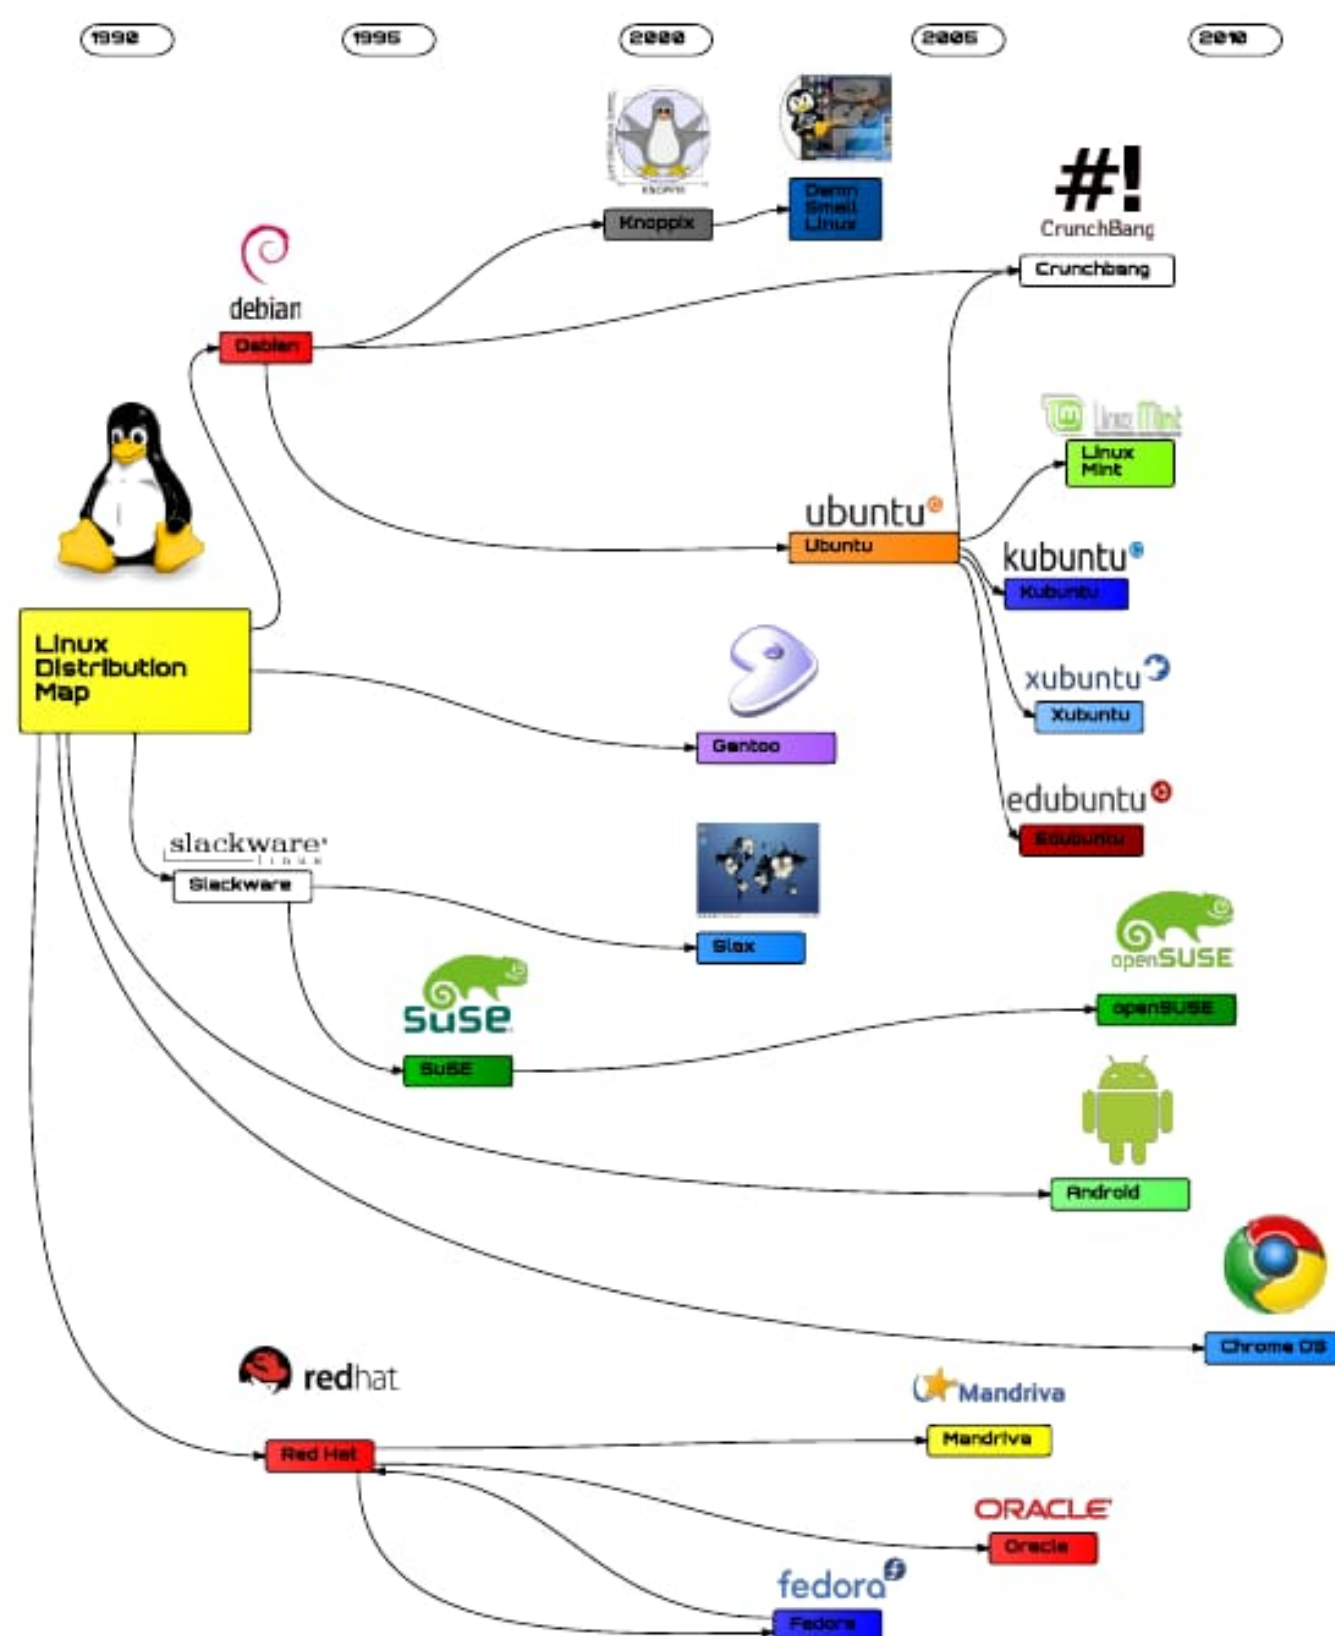 1990
1995
2000
2005
2010
KNOPPIX
Knoppix
Damn
Small
Linux
#!
CrunchBang
Crunchbang
debian
Debian
Linux Mint
Linux
Mint
ubuntu
Ubuntu
kubuntu
Kubuntu
Linux
Distribution
Map
xubuntu
Xubuntu
Gentoo
edubuntu
Edubuntu
slackware
linux
Slackware
Slax
openSUSE
openSUSE
SUSE
SuSE
Android
Chrome OS
redhat
Red Hat
Mandriva
Mandriva
ORACLE
Oracle
fedora
Fedora